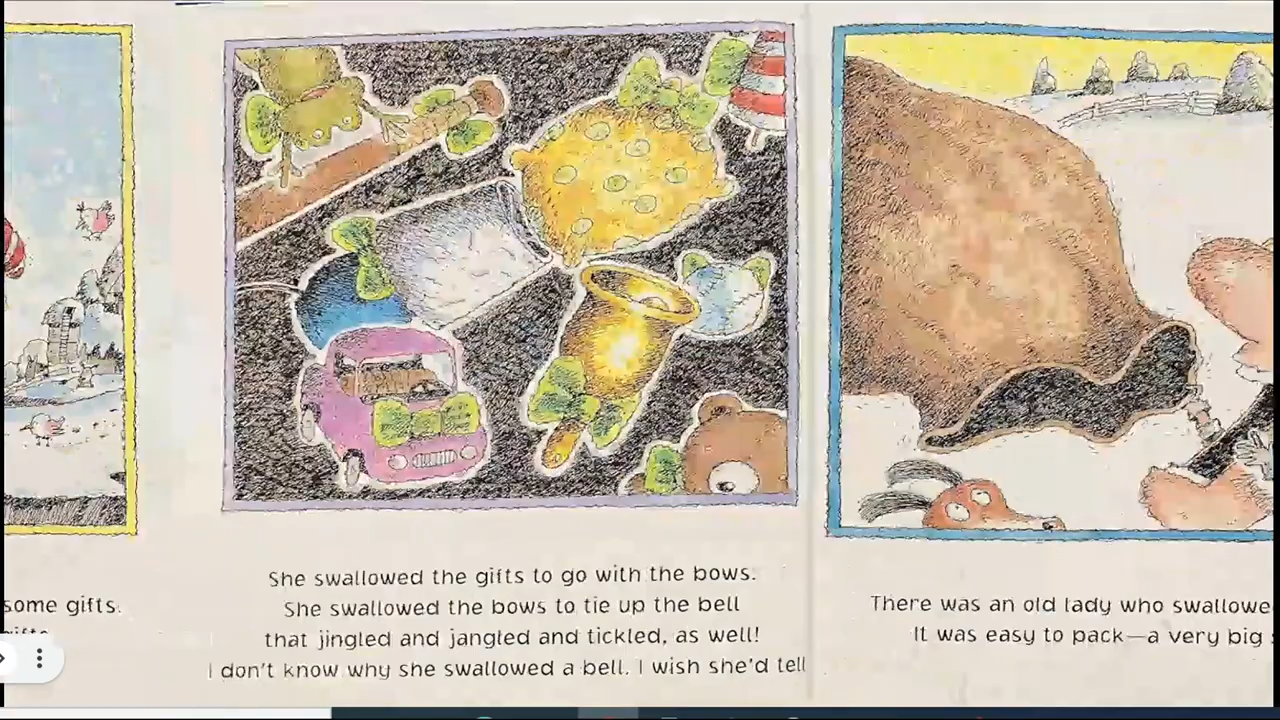 some gifts.
She swallowed the gifts to go with the bows.
She swallowed the bows to tie up the bell
that jingled and jangled and tickled, as well!
I don't know why she swallowed a bell. I wish she'd tell
There was an old lady who swallowe
It was easy to pack—a very big